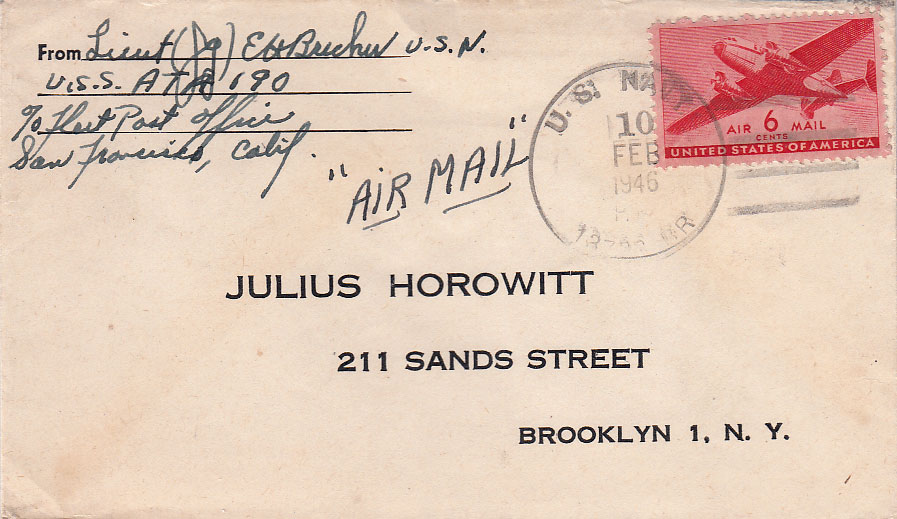 From Lieut (Jg) U.S.N.
U.S.S. ATR 190
% Fleet Post Office
San Francisco, Calif.
"AIR MAIL"
U.S. NAVY
10
FEB
1946
BR
AIR 6 MAIL
CENTS
UNITED STATES OF AMERICA
JULIUS HOROWITT
211 SANDS STREET
BROOKLYN 1, N. Y.